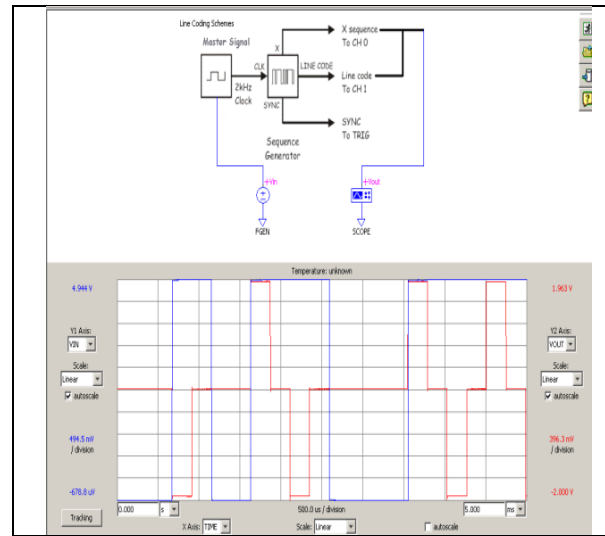 Line Coding Schemes
Master Signal
X
X sequence
To CH 0
CLK
LINE CODE
Line code
To CH 1
2kHz
Clock
SYNC
SYNC
To TRIG
Sequence
Generator
+Vin
+Vout
FGEN
SCOPE
Temperature: unknown
4.944 V
1.963 V
Y1 Axis:
VIN
Y2 Axis:
VOUT
Scale:
Linear
Scale:
Linear
autoscale
autoscale
494.5 mV
/ division
396.3 mV
/ division
-678.8 uV
-2.000 V
0.000
s
500.0 us / division
5.000
ms
Tracking
X Axis:
TIME
Scale:
Linear
autoscale